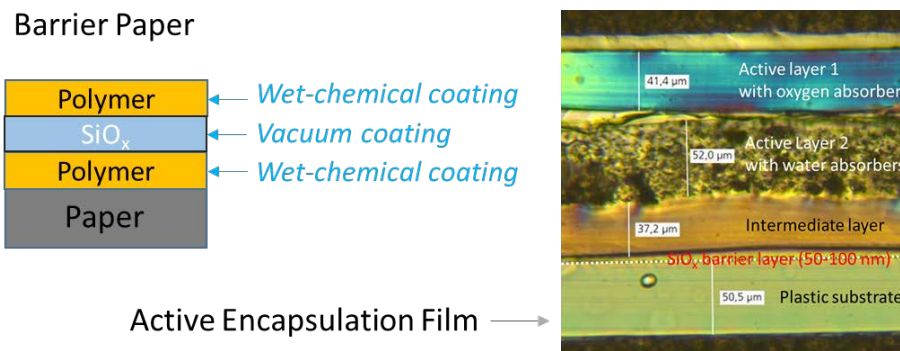 Barrier Paper
Polymer
Wet-chemical coating
SiOx
Vacuum coating
Polymer
Wet-chemical coating
Paper
Active Encapsulation Film
41,4 µm
Active layer 1
with oxygen absorber
52,0 µm
Active Layer 2
with water absorbers
37,2 µm
Intermediate layer
SiOx barrier layer (50-100 nm)
50,5 µm
Plastic substrate